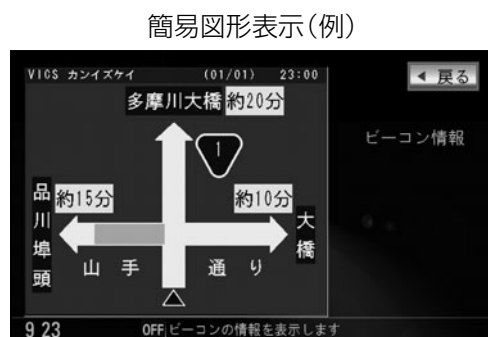 簡易図形表示(例)
VICS カンイズケイ (01/01) 23:00
戻る
多摩川大橋 約20分
1
ビーコン情報
品川埠頭
約15分
約10分
大橋
山手通り
9 23 OFF ビーコンの情報を表示します